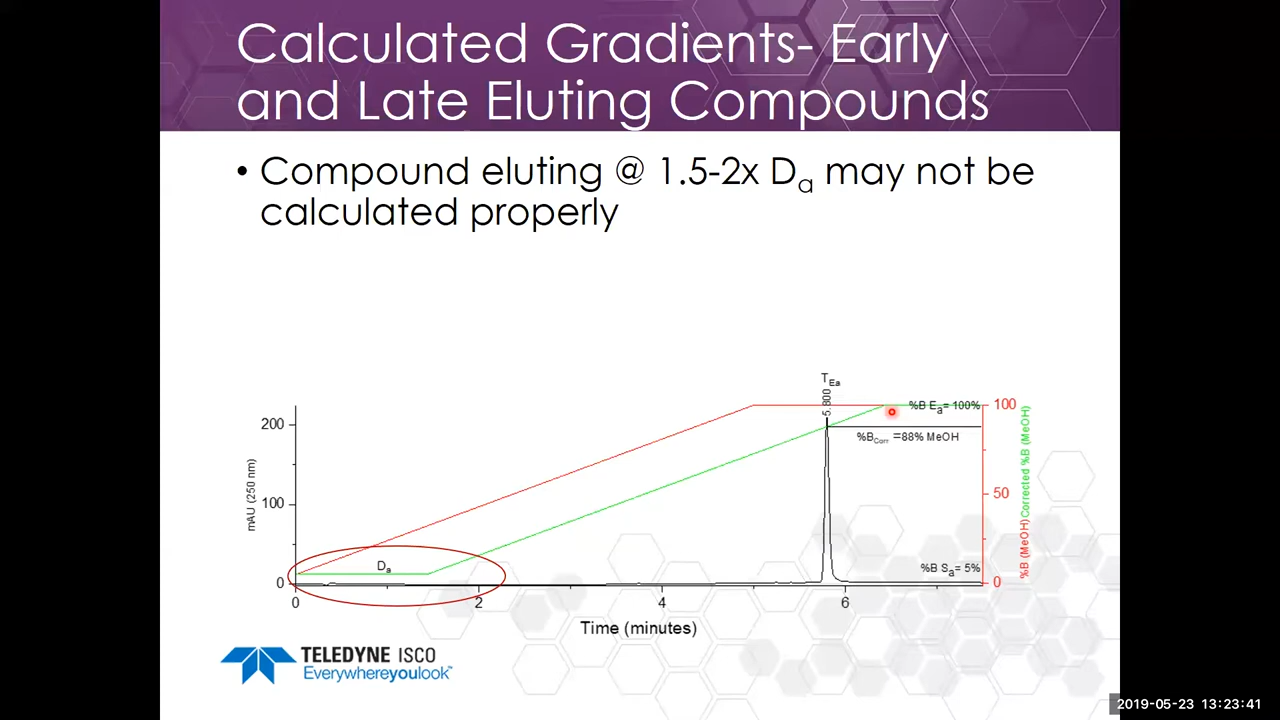 Calculated Gradients- Early
and Late Eluting Compounds
• Compound eluting @ 1.5-2x Da may not be
calculated properly
TEa
5.800
200
100
0
mAU (250 nm)
Da
%B Ea= 100%
%BCorr =88% MeOH
%B Sa= 5%
100
50
0
%B (MeOH)
Corrected %B (MeOH)
0 2 4 6
Time (minutes)
TELEDYNE ISCO
Everywhereyoulook™
2019-05-23 13:23:41